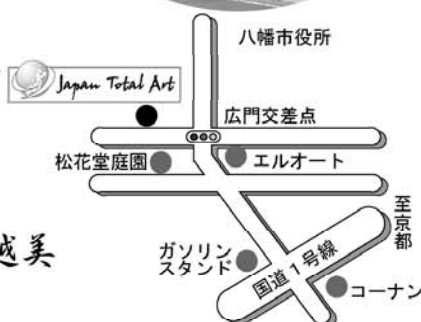 八幡市役所
Japan Total Art
広門交差点
松花堂庭園
エルオート
至京都
越美
ガソリン
スタンド
国道1号線
コーナン